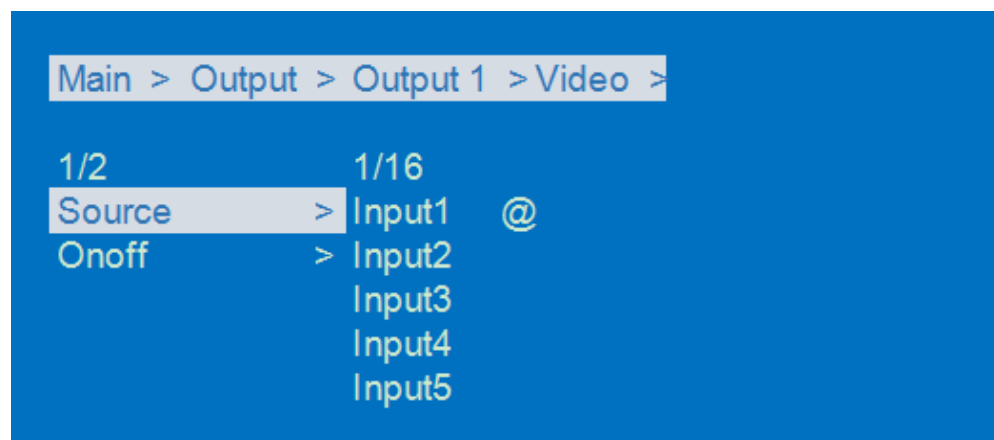 Main > Output > Output 1 > Video >
1/2 1/16
Source > Input1 @
Onoff > Input2
Input3
Input4
Input5